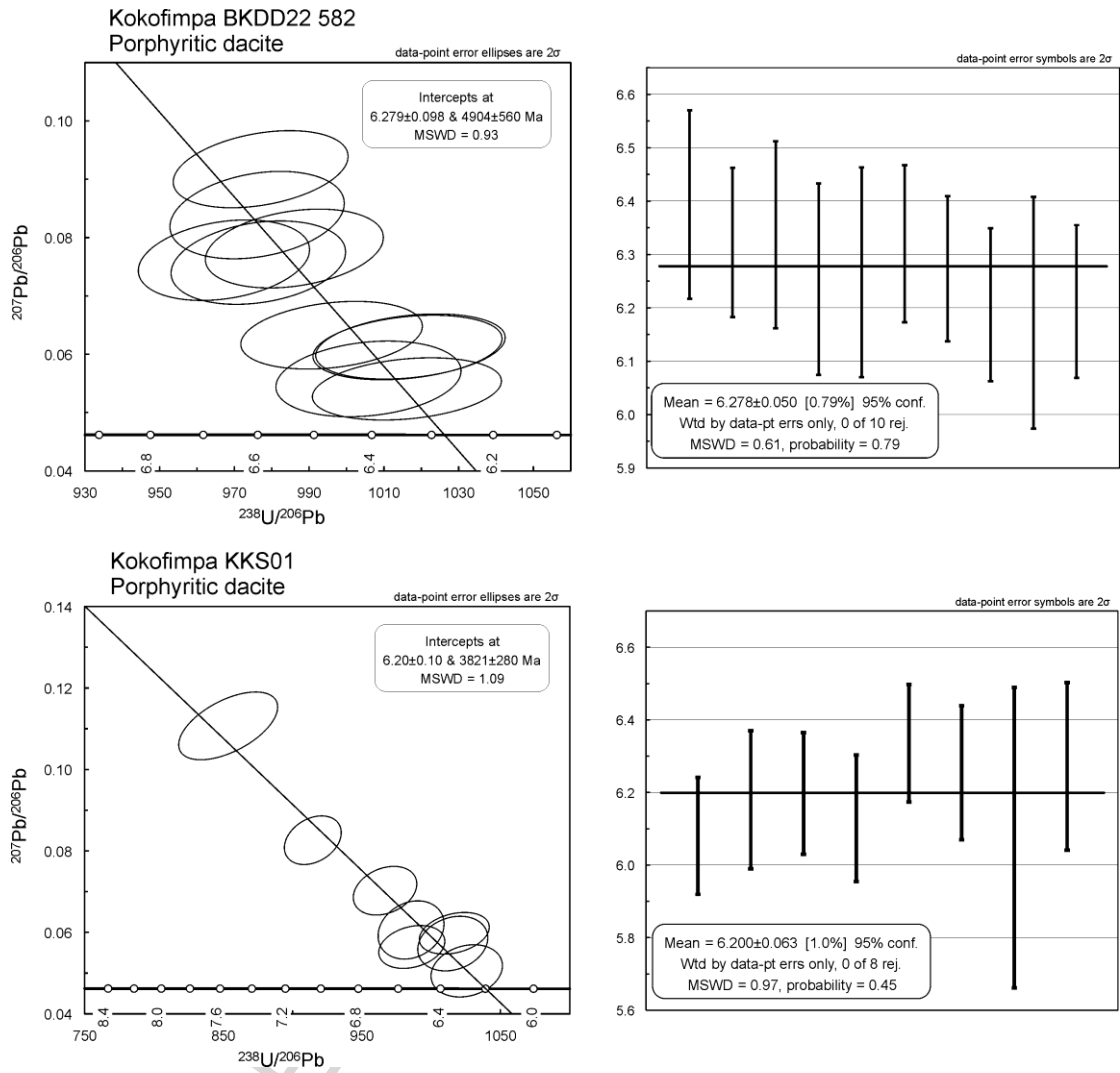 Kokofimpa BKDD22 582
Porphyritic dacite
data-point error ellipses are 2σ
Intercepts at
6.279±0.098 & 4904±560 Ma
MSWD = 0.93
0.10
0.08
0.06
0.04
207Pb/206Pb
6.8
6.6
6.4
6.2
930
950
970
990
1010
1030
1050
238U/206Pb
data-point error symbols are 2σ
6.6
6.5
6.4
6.3
6.2
6.1
6.0
5.9
Mean = 6.278±0.050 [0.79%] 95% conf.
Wtd by data-pt errs only, 0 of 10 rej.
MSWD = 0.61, probability = 0.79
Kokofimpa KKS01
Porphyritic dacite
data-point error ellipses are 2σ
Intercepts at
6.20±0.10 & 3821±280 Ma
MSWD = 1.09
0.14
0.12
0.10
0.08
0.06
0.04
207Pb/206Pb
8.4
8.0
7.6
7.2
6.8
6.4
6.0
750
850
950
1050
238U/206Pb
data-point error symbols are 2σ
6.6
6.4
6.2
6.0
5.8
5.6
Mean = 6.200±0.063 [1.0%] 95% conf.
Wtd by data-pt errs only, 0 of 8 rej.
MSWD = 0.97, probability = 0.45